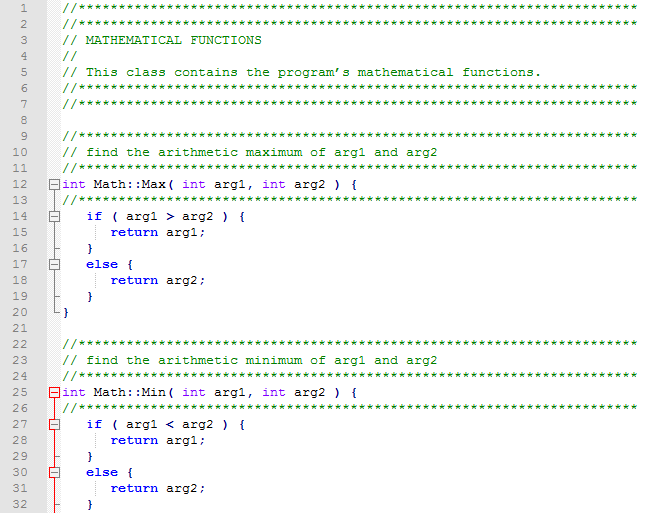 1 //**********************************************************************
2 //**********************************************************************
3 // MATHEMATICAL FUNCTIONS
4 //
5 // This class contains the program’s mathematical functions.
6 //**********************************************************************
7 //**********************************************************************
8
9 //**********************************************************************
10 // find the arithmetic maximum of arg1 and arg2
11 //**********************************************************************
12 int Math::Max( int arg1, int arg2 ) {
13 //**********************************************************************
14    if ( arg1 > arg2 ) {
15       return arg1;
16    }
17    else {
18       return arg2;
19    }
20 }
21
22 //**********************************************************************
23 // find the arithmetic minimum of arg1 and arg2
24 //**********************************************************************
25 int Math::Min( int arg1, int arg2 ) {
26 //**********************************************************************
27    if ( arg1 < arg2 ) {
28       return arg1;
29    }
30    else {
31       return arg2;
32    }